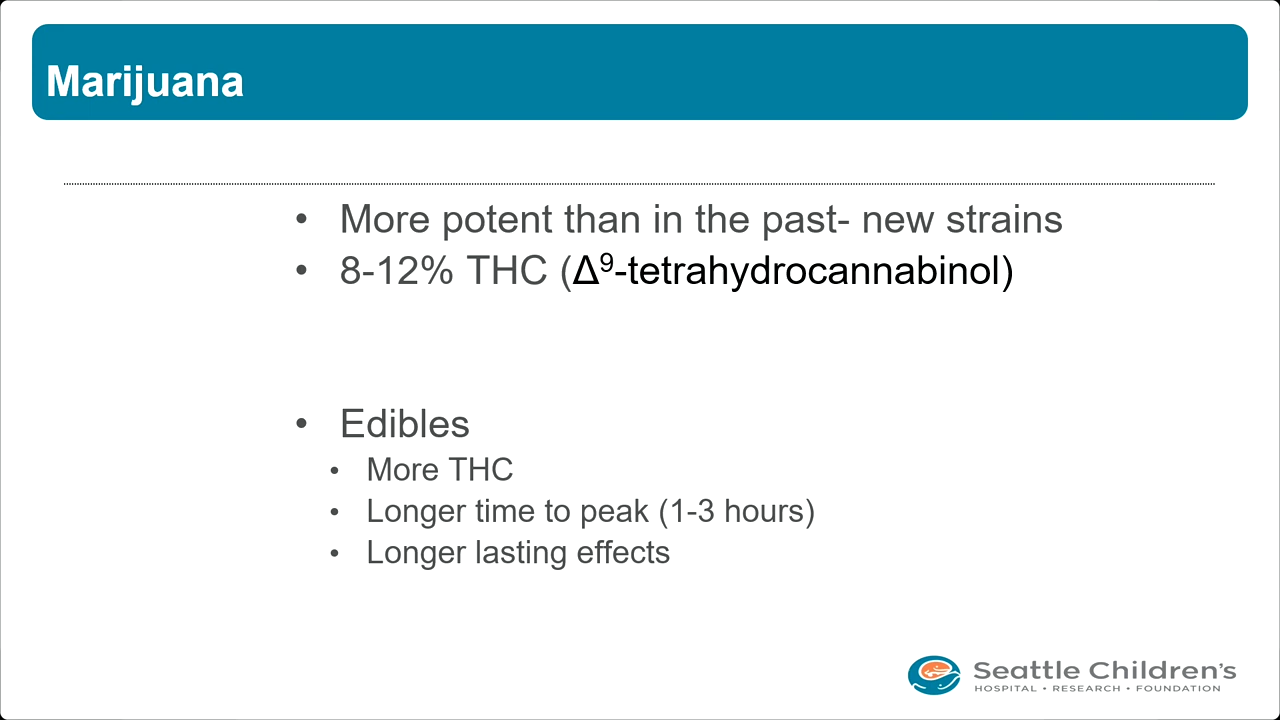 Marijuana
• More potent than in the past- new strains
• 8-12% THC (Δ⁹-tetrahydrocannabinol)
• Edibles
• More THC
• Longer time to peak (1-3 hours)
• Longer lasting effects
Seattle Children's
HOSPITAL • RESEARCH • FOUNDATION